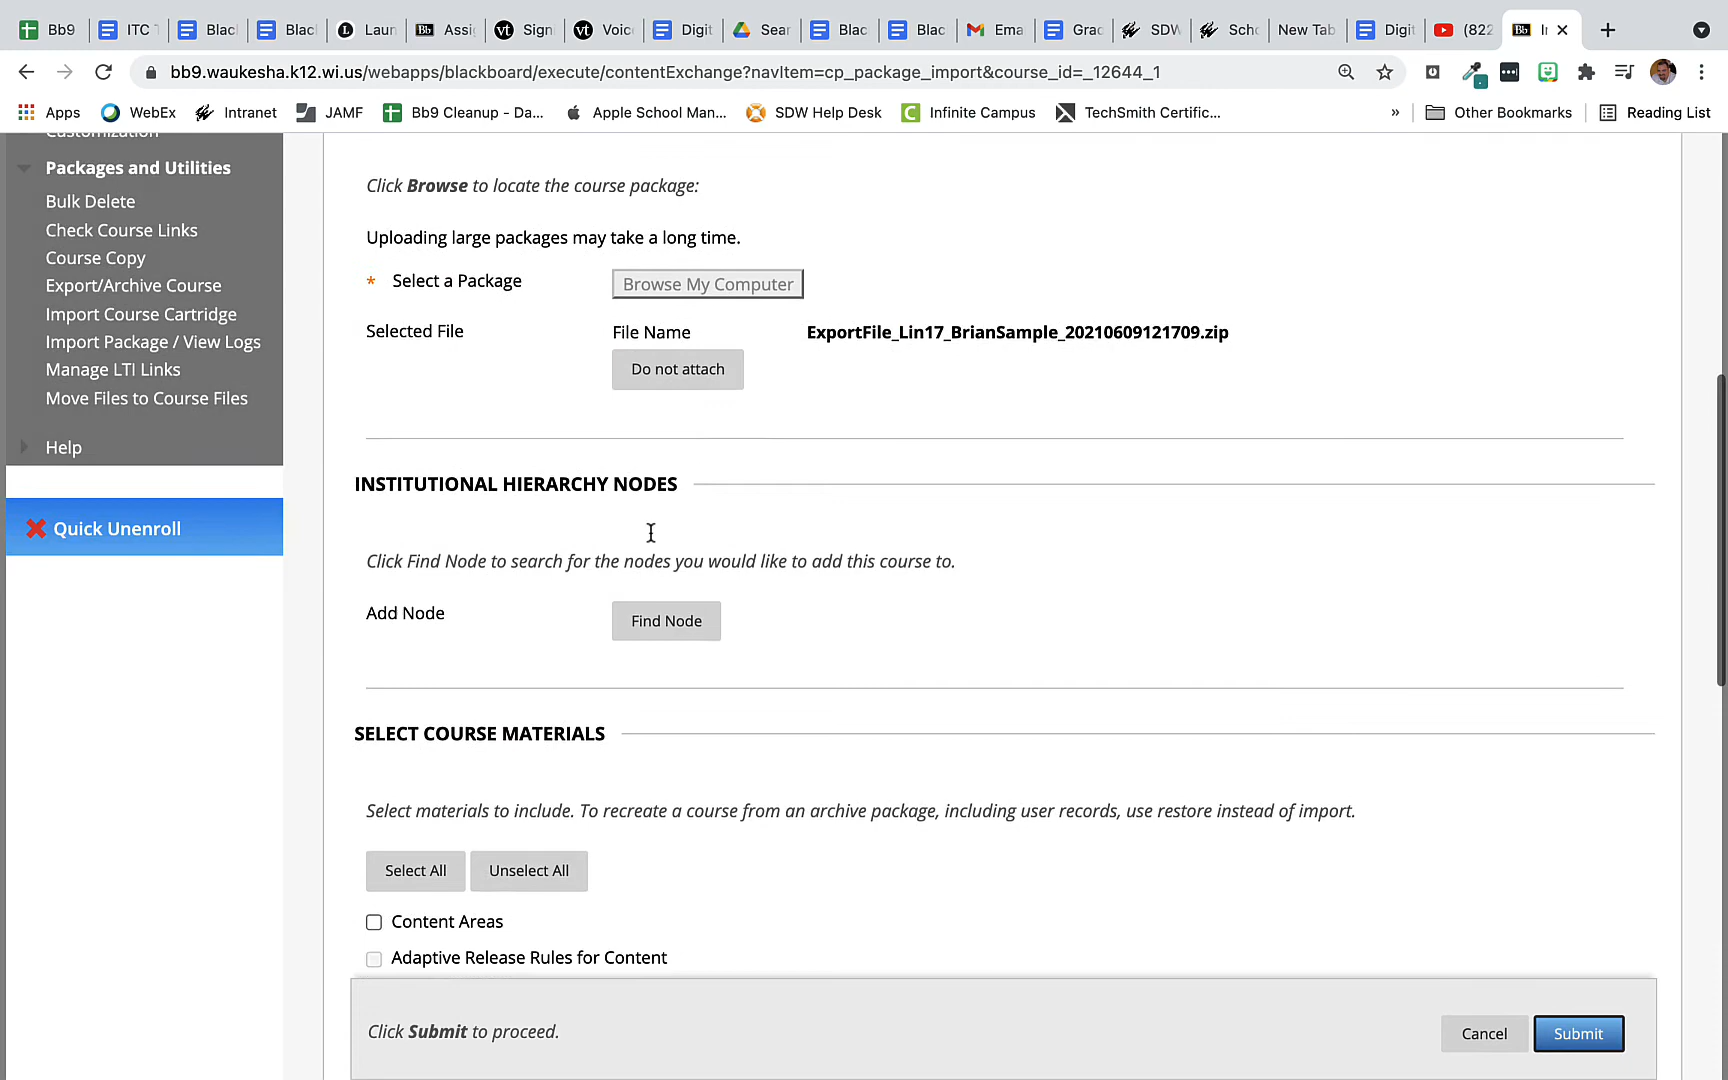 Bb9
ITC
Blac
Blac
Laun
Assi
Sign
Voic
Digit
Sear
Blac
Blac
Ema
Grac
SDW
Scho
New Tab
Digit
(822
bb9.waukesha.k12.wi.us/webapps/blackboard/execute/contentExchange?navItem=cp_package_import&course_id=_12644_1
Apps
WebEx
Intranet
JAMF
Bb9 Cleanup - Da...
Apple School Man...
SDW Help Desk
Infinite Campus
TechSmith Certific...
»
Other Bookmarks
Reading List
Customization
Packages and Utilities
Bulk Delete
Check Course Links
Course Copy
Export/Archive Course
Import Course Cartridge
Import Package / View Logs
Manage LTI Links
Move Files to Course Files
Help
Quick Unenroll
Click Browse to locate the course package:
Uploading large packages may take a long time.
* Select a Package
Browse My Computer
Selected File
File Name
ExportFile_Lin17_BrianSample_20210609121709.zip
Do not attach
INSTITUTIONAL HIERARCHY NODES
Click Find Node to search for the nodes you would like to add this course to.
Add Node
Find Node
SELECT COURSE MATERIALS
Select materials to include. To recreate a course from an archive package, including user records, use restore instead of import.
Select All
Unselect All
Content Areas
Adaptive Release Rules for Content
Click Submit to proceed.
Cancel
Submit